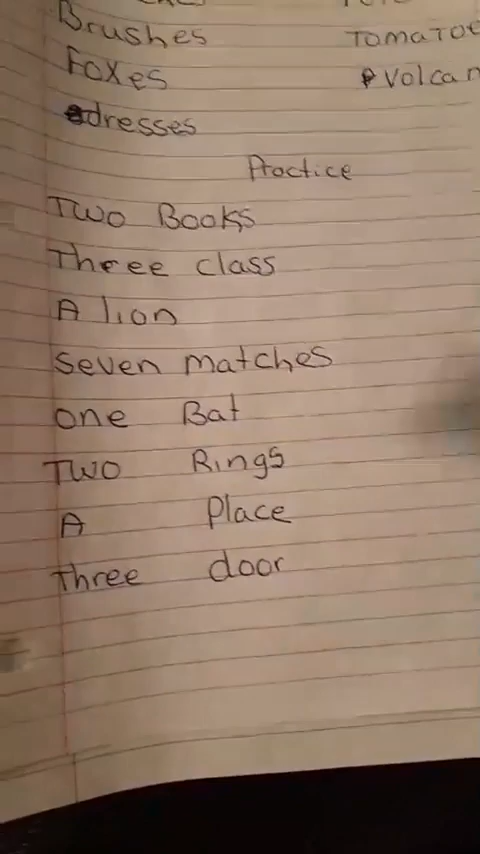 Brushes
Tomatoe
Foxes
Volcan
dresses
Practice
Two Books
Three class
A lion
Seven matches
one Bat
Two Rings
A Place
Three door